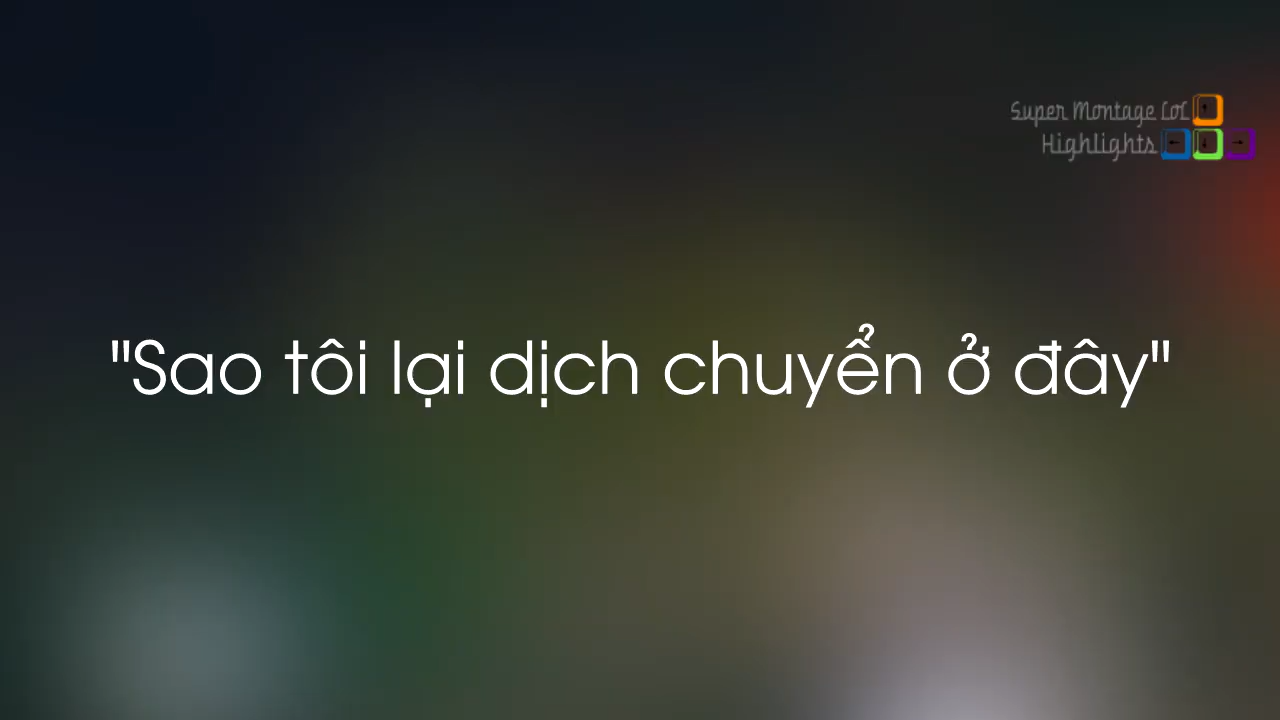 Super Montage LoL
Highlights
"Sao tôi lại dịch chuyển ở đây"